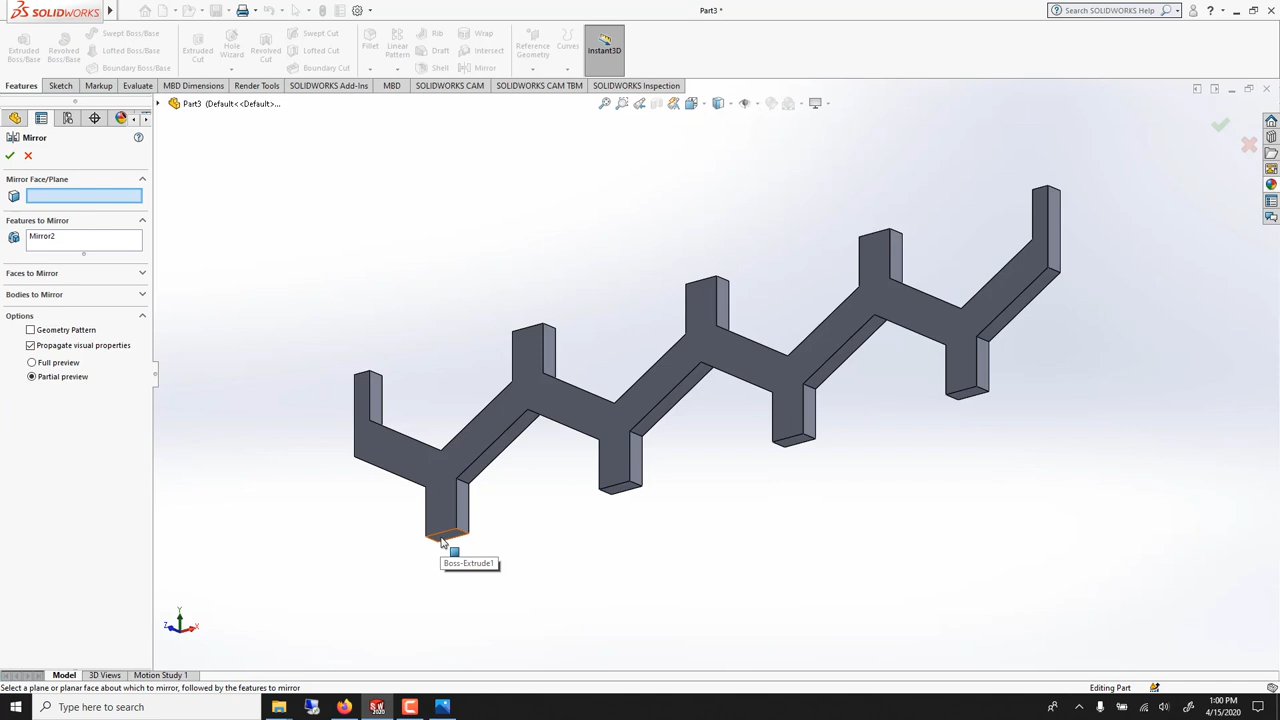 SOLIDWORKS
Part3 *
Search SOLIDWORKS Help
Extruded Boss/Base
Revolved Boss/Base
Swept Boss/Base
Lofted Boss/Base
Boundary Boss/Base
Extruded Cut
Hole Wizard
Revolved Cut
Swept Cut
Lofted Cut
Boundary Cut
Fillet
Linear Pattern
Rib
Draft
Shell
Wrap
Intersect
Mirror
Reference Geometry
Curves
Instant3D
Features
Sketch
Markup
Evaluate
MBD Dimensions
Render Tools
SOLIDWORKS Add-Ins
MBD
SOLIDWORKS CAM
SOLIDWORKS CAM TBM
SOLIDWORKS Inspection
Part3 (Default<<Default>...
Mirror
Mirror Face/Plane
Features to Mirror
Mirror2
Faces to Mirror
Bodies to Mirror
Options
Geometry Pattern
Propagate visual properties
Full preview
Partial preview
Boss-Extrude1
Y
Z
X
Model
3D Views
Motion Study 1
Select a plane or planar face about which to mirror, followed by the features to mirror
Editing Part
Type here to search
SW
2020
1:00 PM
4/15/2020